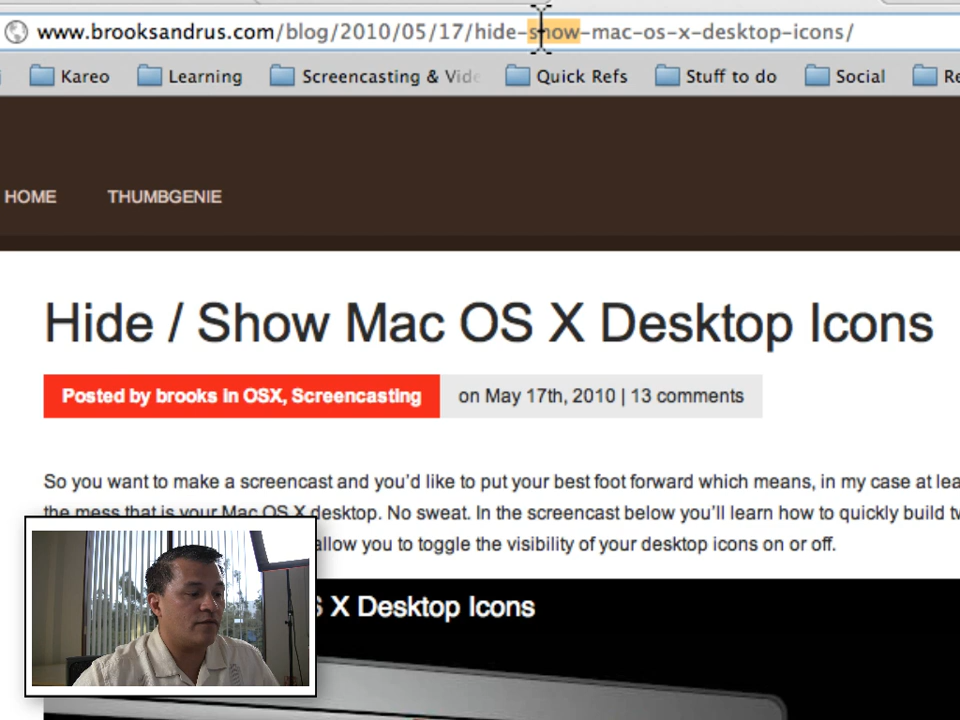 www.brooksandrus.com/blog/2010/05/17/hide-show-mac-os-x-desktop-icons/
Kareo Learning Screencasting & Vide Quick Refs Stuff to do Social Re
HOME THUMBGENIE
Hide / Show Mac OS X Desktop Icons
Posted by brooks in OSX, Screencasting on May 17th, 2010 | 13 comments
So you want to make a screencast and you'd like to put your best foot forward which means, in my case at lea
the mess that is your Mac OS X desktop. No sweat. In the screencast below you'll learn how to quickly build tw
allow you to toggle the visibility of your desktop icons on or off.
S X Desktop Icons